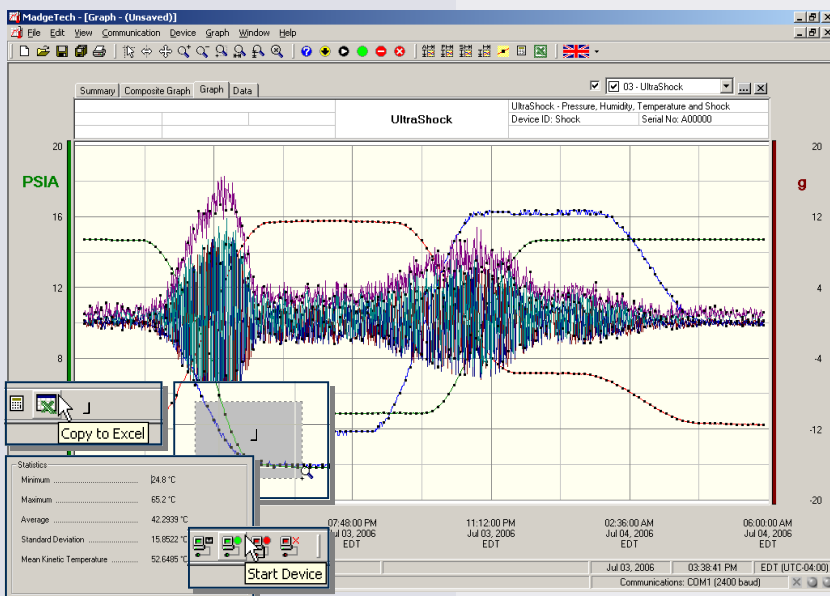 MadgeTech - [Graph - (Unsaved)]
File Edit View Communication Device Graph Window Help
Summary Composite Graph Graph Data
03 - UltraShock
UltraShock
UltraShock - Pressure, Humidity, Temperature and Shock
Device ID: Shock Serial No: A00000
20 20
PSIA g
16 12
12 4
8 -4
-12
-20
Copy to Excel
Statistics
Minimum 24.8 °C
Maximum 65.2 °C
Average 42.2939 °C
Standard Deviation 15.8522 °C
Mean Kinetic Temperature 52.6485 °C
Start Device
07:48:00 PM 11:12:00 PM 02:36:00 AM 06:00:00 AM
Jul 03, 2006 Jul 03, 2006 Jul 04, 2006 Jul 04, 2006
EDT EDT EDT EDT
Jul 03, 2006 03:38:41 PM EDT (UTC-04:00)
Communications: COM1 (2400 baud)